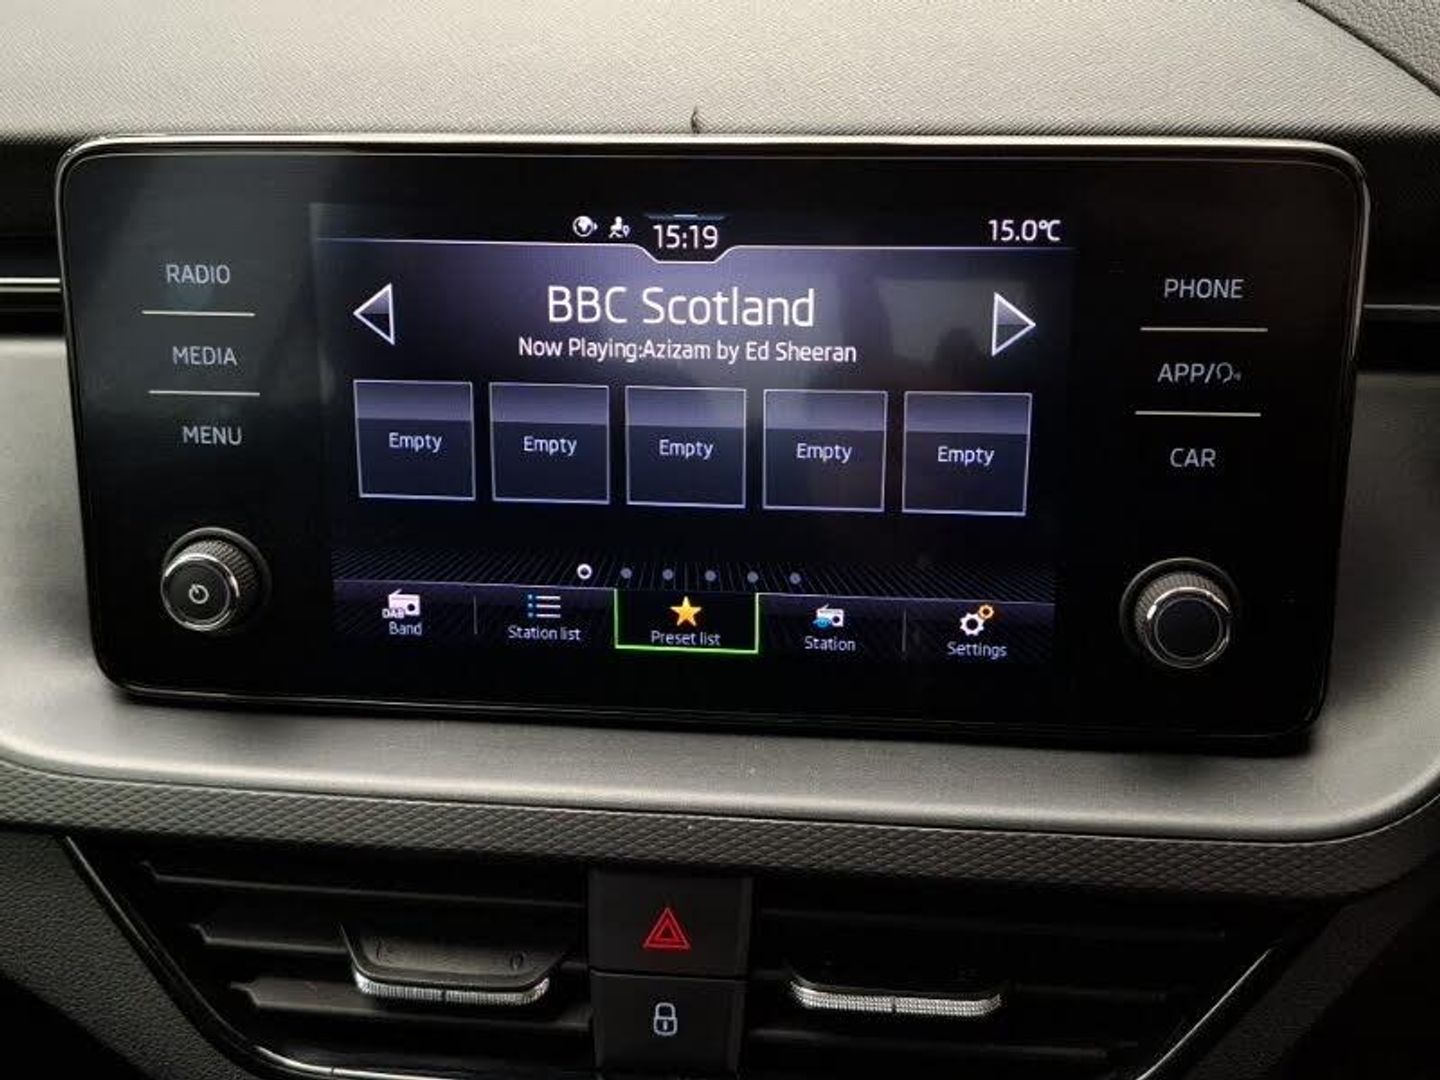 15:19
15.0°C
RADIO
MEDIA
MENU
BBC Scotland
Now Playing:Azizam by Ed Sheeran
Empty
Empty
Empty
Empty
Empty
DAB
Band
Station list
Preset list
Station
Settings
PHONE
APP/
CAR